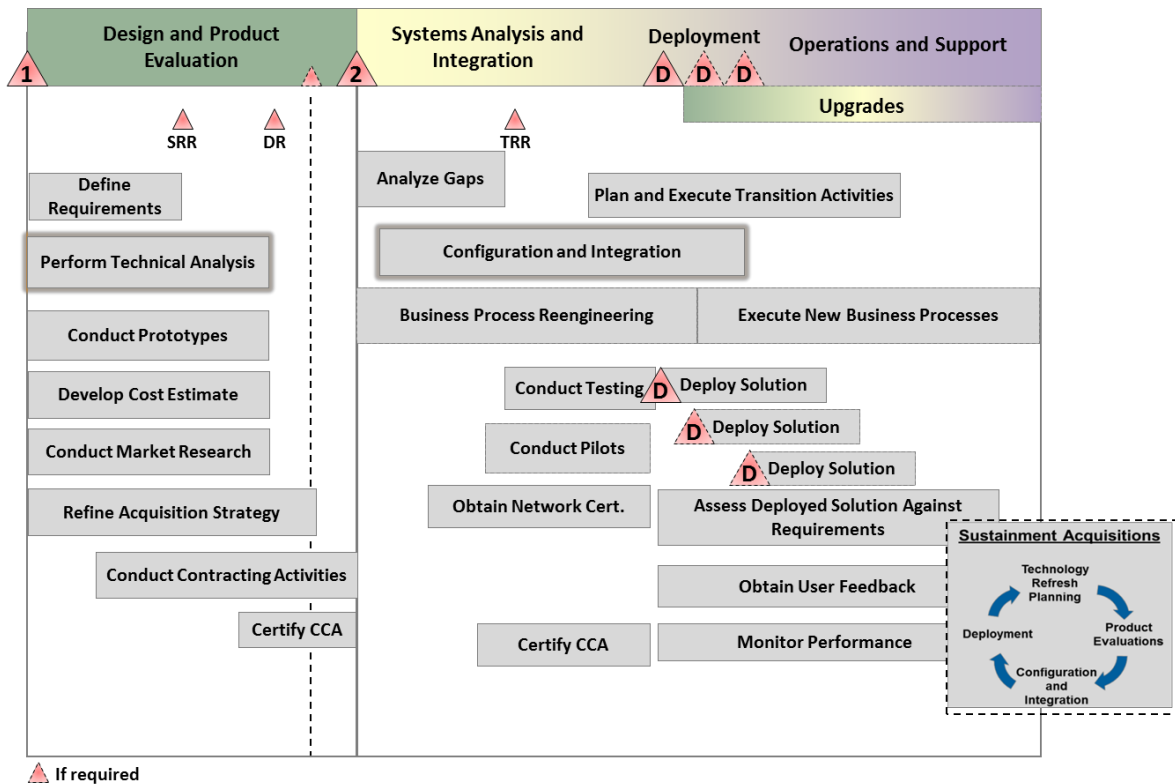 Design and Product
Evaluation
Systems Analysis and
Integration
Deployment
Operations and Support
1
2
D
D
D
Upgrades
SRR
DR
TRR
Define
Requirements
Analyze Gaps
Plan and Execute Transition Activities
Perform Technical Analysis
Configuration and Integration
Conduct Prototypes
Business Process Reengineering
Execute New Business Processes
Develop Cost Estimate
Conduct Testing
D
Deploy Solution
Conduct Market Research
Conduct Pilots
D
Deploy Solution
D
Deploy Solution
Refine Acquisition Strategy
Obtain Network Cert.
Assess Deployed Solution Against
Requirements
Conduct Contracting Activities
Obtain User Feedback
Certify CCA
Certify CCA
Monitor Performance
Sustainment Acquisitions
Technology
Refresh
Planning
Deployment
Product
Evaluations
Configuration
and
Integration
If required